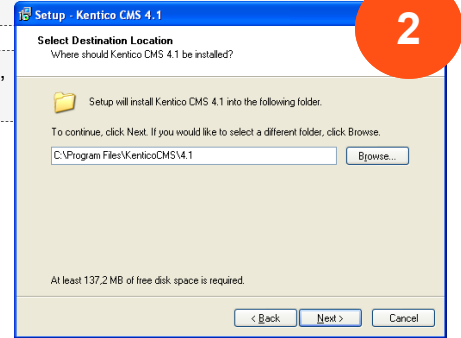 Setup - Kentico CMS 4.1
2
Select Destination Location
Where should Kentico CMS 4.1 be installed?
,
Setup will install Kentico CMS 4.1 into the following folder.
To continue, click Next. If you would like to select a different folder, click Browse.
C:\Program Files\KenticoCMS\4.1
Browse...
At least 137,2 MB of free disk space is required.
< Back
Next >
Cancel